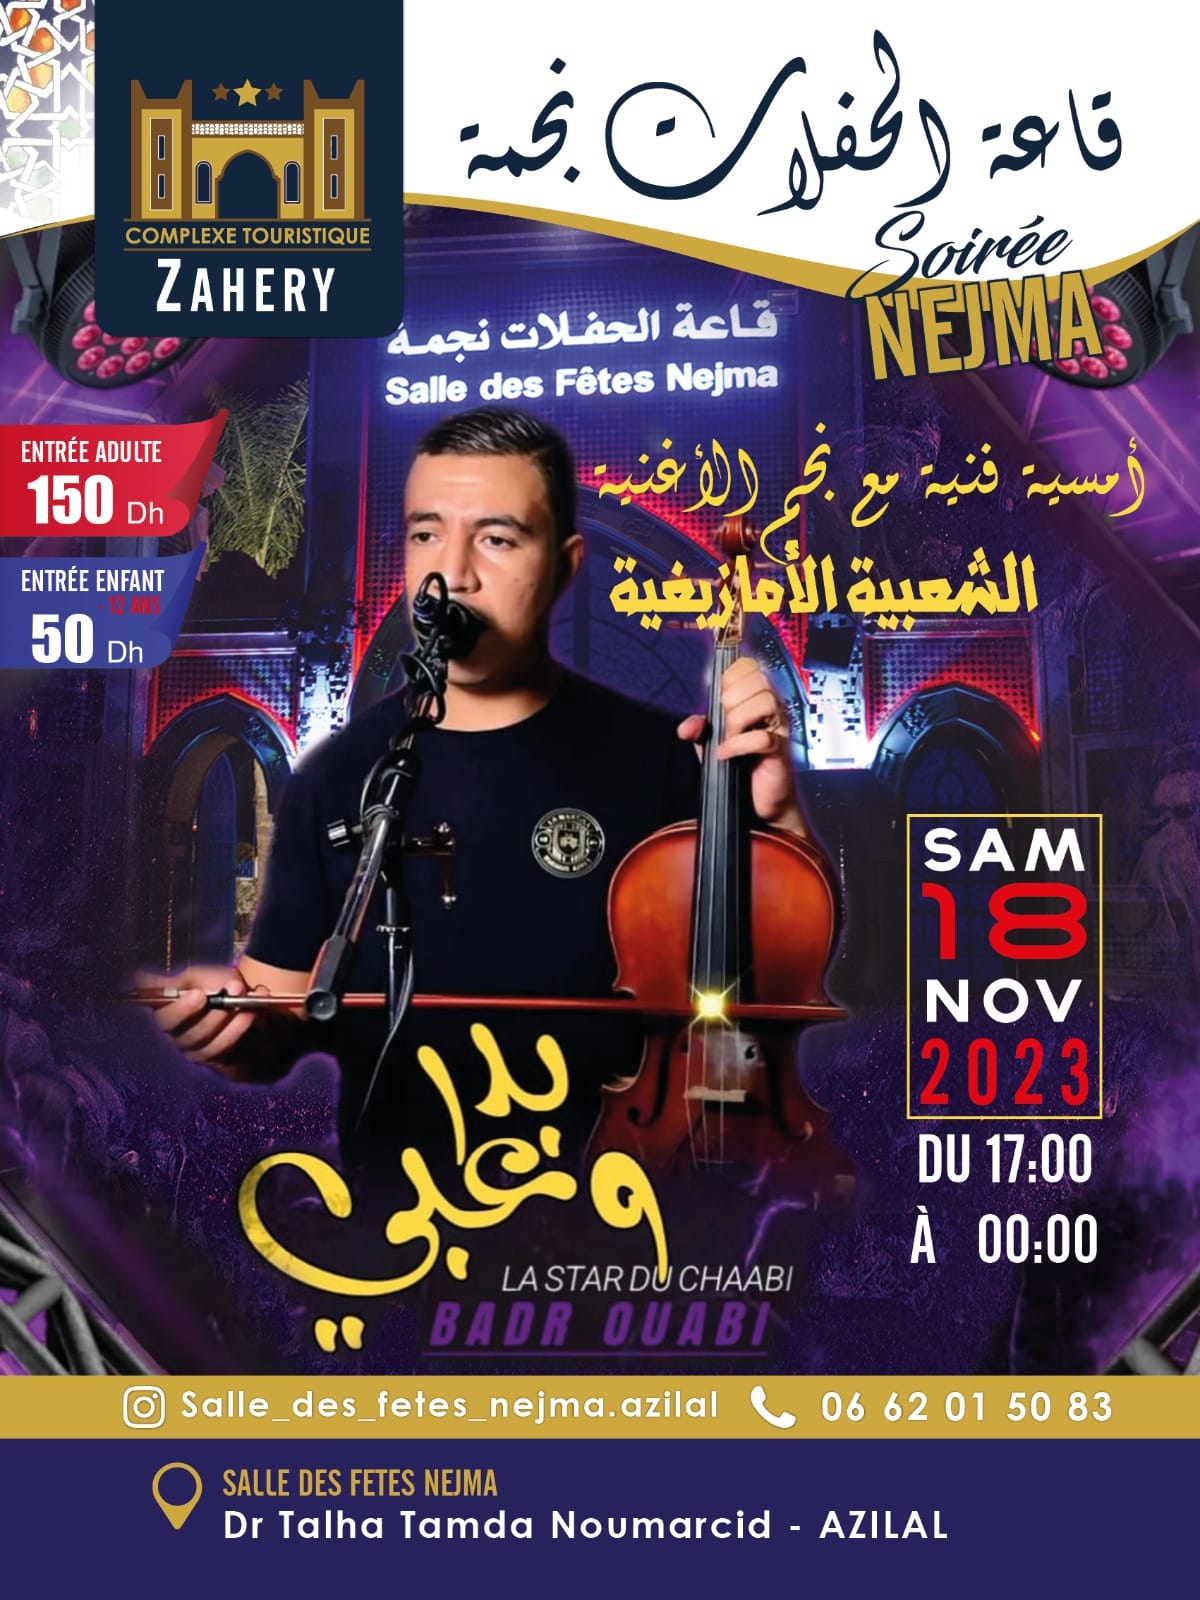 قاعة الحفلات نجمة
COMPLEXE TOURISTIQUE
ZAHERY
Soirée
NEJMA
قاعة الحفلات نجمة
Salle des Fêtes Nejma
ENTRÉE ADULTE
150 Dh
ENTRÉE ENFANT
- 12 ANS
50 Dh
أمسية فنية مع نجم الأغنية
الشعبية الأمازيغية
SAM
18
NOV
2023
DU 17:00
À 00:00
LA STAR DU CHAABI
BADR OUABI
Salle_des_fetes_nejma.azilal 06 62 01 50 83
SALLE DES FETES NEJMA
Dr Talha Tamda Noumarcid - AZILAL